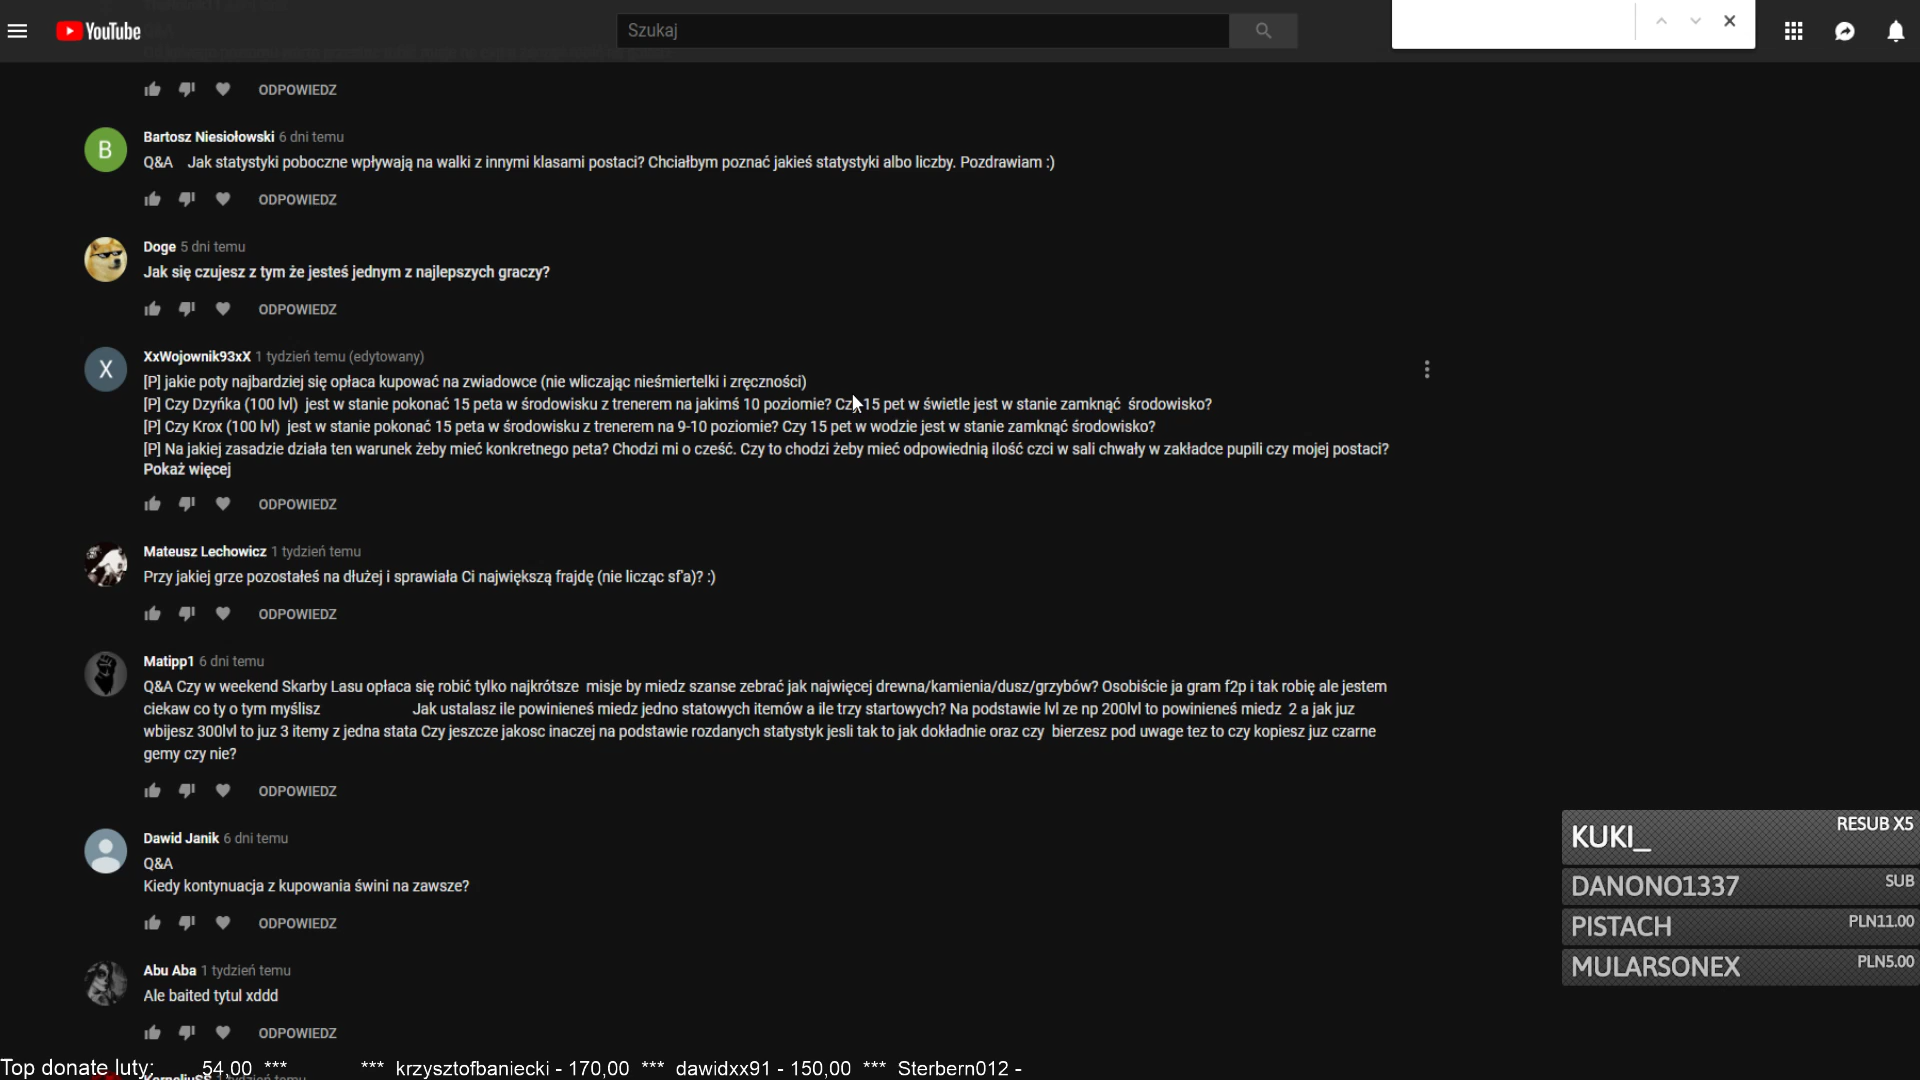 YouTube
Szukaj
ODPOWIEDZ
B
Bartosz Niesiołowski 6 dni temu
Q&A Jak statystyki poboczne wpływają na walki z innymi klasami postaci? Chciałbym poznać jakieś statystyki albo liczby. Pozdrawiam :)
ODPOWIEDZ
Doge 5 dni temu
Jak się czujesz z tym że jesteś jednym z najlepszych graczy?
ODPOWIEDZ
X
XxWojownik93xX 1 tydzień temu (edytowany)
[P] jakie poty najbardziej się opłaca kupować na zwiadowce (nie wliczając nieśmiertelki i zręczności)
[P] Czy Dzyńka (100 lvl) jest w stanie pokonać 15 peta w środowisku z trenerem na jakimś 10 poziomie? Czy 15 pet w świetle jest w stanie zamknąć środowisko?
[P] Czy Krox (100 lvl) jest w stanie pokonać 15 peta w środowisku z trenerem na 9-10 poziomie? Czy 15 pet w wodzie jest w stanie zamknąć środowisko?
[P] Na jakiej zasadzie działa ten warunek żeby mieć konkretnego peta? Chodzi mi o cześć. Czy to chodzi żeby mieć odpowiednią ilość czci w sali chwały w zakładce pupili czy mojej postaci?
Pokaż więcej
ODPOWIEDZ
Mateusz Lechowicz 1 tydzień temu
Przy jakiej grze pozostałeś na dłużej i sprawiała Ci największą frajdę (nie licząc sf'a)? :)
ODPOWIEDZ
Matipp1 6 dni temu
Q&A Czy w weekend Skarby Lasu opłaca się robić tylko najkrótsze misje by miedz szanse zebrać jak najwięcej drewna/kamienia/dusz/grzybów? Osobiście ja gram f2p i tak robię ale jestem
ciekaw co ty o tym myślisz Jak ustalasz ile powinieneś miedz jedno statowych itemów a ile trzy startowych? Na podstawie lvl ze np 200lvl to powinieneś miedz 2 a jak juz
wbijesz 300lvl to juz 3 itemy z jedna stata Czy jeszcze jakosc inaczej na podstawie rozdanych statystyk jesli tak to jak dokładnie oraz czy bierzesz pod uwage tez to czy kopiesz juz czarne
gemy czy nie?
ODPOWIEDZ
Dawid Janik 6 dni temu
Q&A
Kiedy kontynuacja z kupowania świni na zawsze?
ODPOWIEDZ
Abu Aba 1 tydzień temu
Ale baited tytul xddd
ODPOWIEDZ
KUKI_ RESUB X5
DANONO1337 SUB
PISTACH PLN11.00
MULARSONEX PLN5.00
Top donate luty: 54,00 *** *** krzysztofbaniecki - 170,00 *** dawidxx91 - 150,00 *** Sterbern012 -